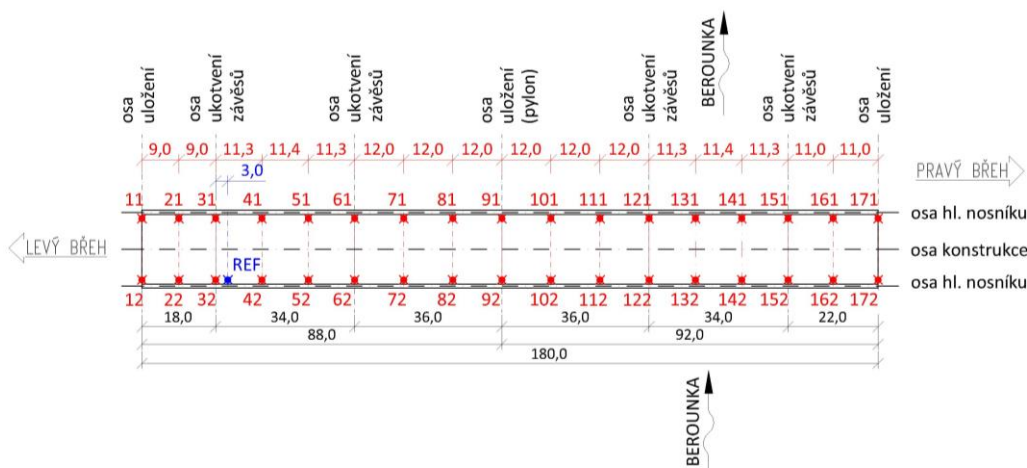 osa
uložení
osa
ukotvení
závěsů
osa
ukotvení
závěsů
osa
uložení
(pylon)
osa
ukotvení
závěsů
BEROUNKA
osa
ukotvení
závěsů
osa
uložení
9,0 9,0 11,3 11,4 11,3 12,0 12,0 12,0 12,0 12,0 12,0 11,3 11,4 11,3 11,0 11,0
3,0
PRAVÝ BŘEH
11 21 31 41 51 61 71 81 91 101 111 121 131 141 151 161 171
osa hl. nosníku
LEVÝ BŘEH
osa konstrukce
REF
osa hl. nosníku
12 22 32 42 52 62 72 82 92 102 112 122 132 142 152 162 172
18,0 34,0 36,0 36,0 34,0 22,0
88,0 92,0
180,0
BEROUNKA